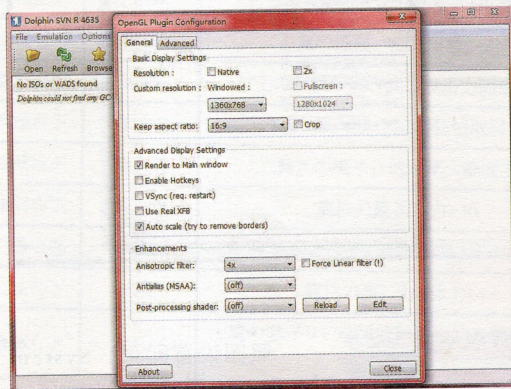 Dolphin SVN R 4635
File Emulation Options
Open Refresh Browse
No ISOs or WADS found
Dolphin could not find any GC
OpenGL Plugin Configuration
General Advanced
Basic Display Settings
Resolution : Native 2x
Custom resolution : Windowed : Fullscreen :
1360x768 1280x1024
Keep aspect ratio: 16:9 Crop
Advanced Display Settings
Render to Main window
Enable Hotkeys
VSync (req. restart)
Use Real XFB
Auto scale (try to remove borders)
Enhancements
Anisotropic filter: 4x Force Linear filter (!)
Antialias (MSAA): (off)
Post-processing shader: (off) Reload Edit
About Close